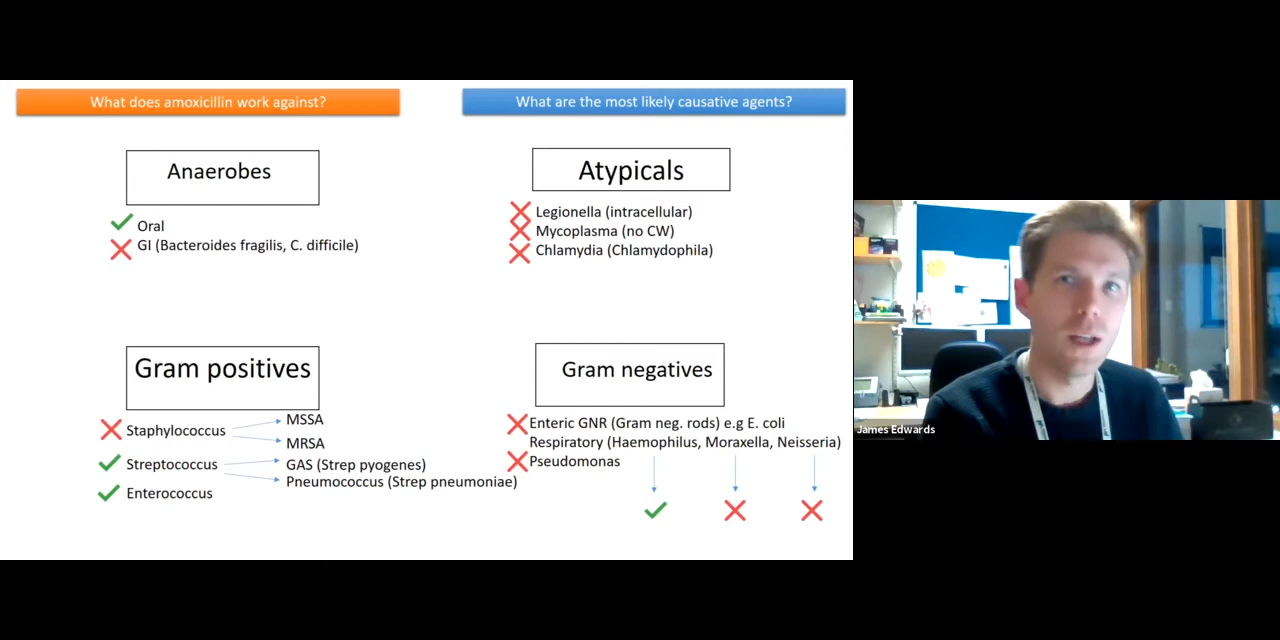 What does amoxicillin work against?
What are the most likely causative agents?
Anaerobes
Oral
GI (Bacteroides fragilis, C. difficile)
Atypicals
Legionella (intracellular)
Mycoplasma (no CW)
Chlamydia (Chlamydophila)
Gram positives
Staphylococcus
MSSA
MRSA
Streptococcus
GAS (Strep pyogenes)
Pneumococcus (Strep pneumoniae)
Enterococcus
Gram negatives
Enteric GNR (Gram neg. rods) e.g E. coli
Respiratory (Haemophilus, Moraxella, Neisseria)
Pseudomonas
James Edwards